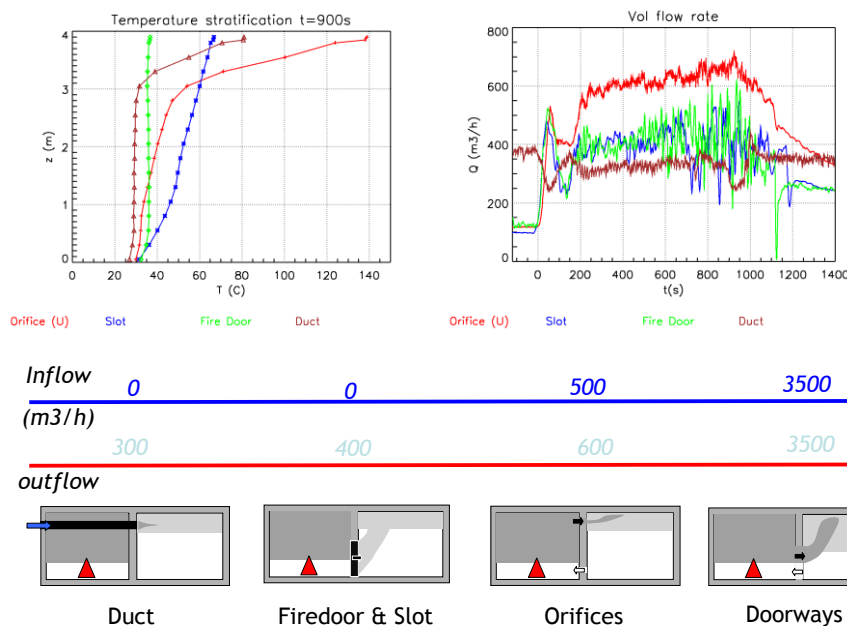 Temperature stratification t=900s
4
3
2
1
0
z (m)
0 20 40 60 80 100 120 140
T (C)
Orifice (U) Slot Fire Door Duct
Vol flow rate
800
600
400
200
0
Q (m3/h)
0 200 400 600 800 1000 1200 1400
t(s)
Orifice (U) Slot Fire Door Duct
Inflow 0 0 500 3500
(m3/h)
300 400 600 3500
outflow
Duct Firedoor & Slot Orifices Doorways